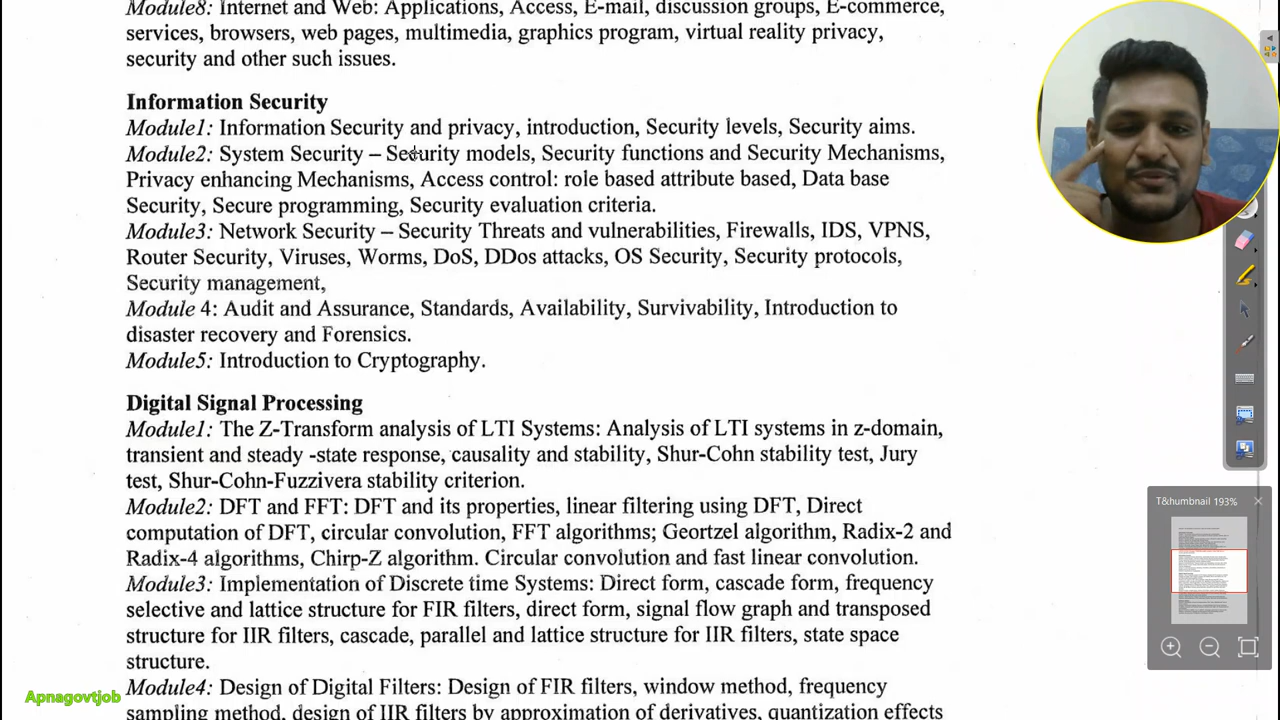 Module8: Internet and Web: Applications, Access, E-mail, discussion groups, E-commerce,
services, browsers, web pages, multimedia, graphics program, virtual reality privacy,
security and other such issues.
Information Security
Module1: Information Security and privacy, introduction, Security levels, Security aims.
Module2: System Security – Security models, Security functions and Security Mechanisms,
Privacy enhancing Mechanisms, Access control: role based attribute based, Data base
Security, Secure programming, Security evaluation criteria.
Module3: Network Security – Security Threats and vulnerabilities, Firewalls, IDS, VPNS,
Router Security, Viruses, Worms, DoS, DDos attacks, OS Security, Security protocols,
Security management,
Module 4: Audit and Assurance, Standards, Availability, Survivability, Introduction to
disaster recovery and Forensics.
Module5: Introduction to Cryptography.
Digital Signal Processing
Module1: The Z-Transform analysis of LTI Systems: Analysis of LTI systems in z-domain,
transient and steady -state response, causality and stability, Shur-Cohn stability test, Jury
test, Shur-Cohn-Fuzzivera stability criterion.
Module2: DFT and FFT: DFT and its properties, linear filtering using DFT, Direct
computation of DFT, circular convolution, FFT algorithms; Geortzel algorithm, Radix-2 and
Radix-4 algorithms, Chirp-Z algorithm. Circular convolution and fast linear convolution.
Module3: Implementation of Discrete time Systems: Direct form, cascade form, frequency
selective and lattice structure for FIR filters. direct form, signal flow graph and transposed
structure for IIR filters, cascade, parallel and lattice structure for IIR filters, state space
structure.
Module4: Design of Digital Filters: Design of FIR filters, window method, frequency
sampling method, design of IIR filters by approximation of derivatives, quantization effects
T&humbnail 193%
Apnagovtjob